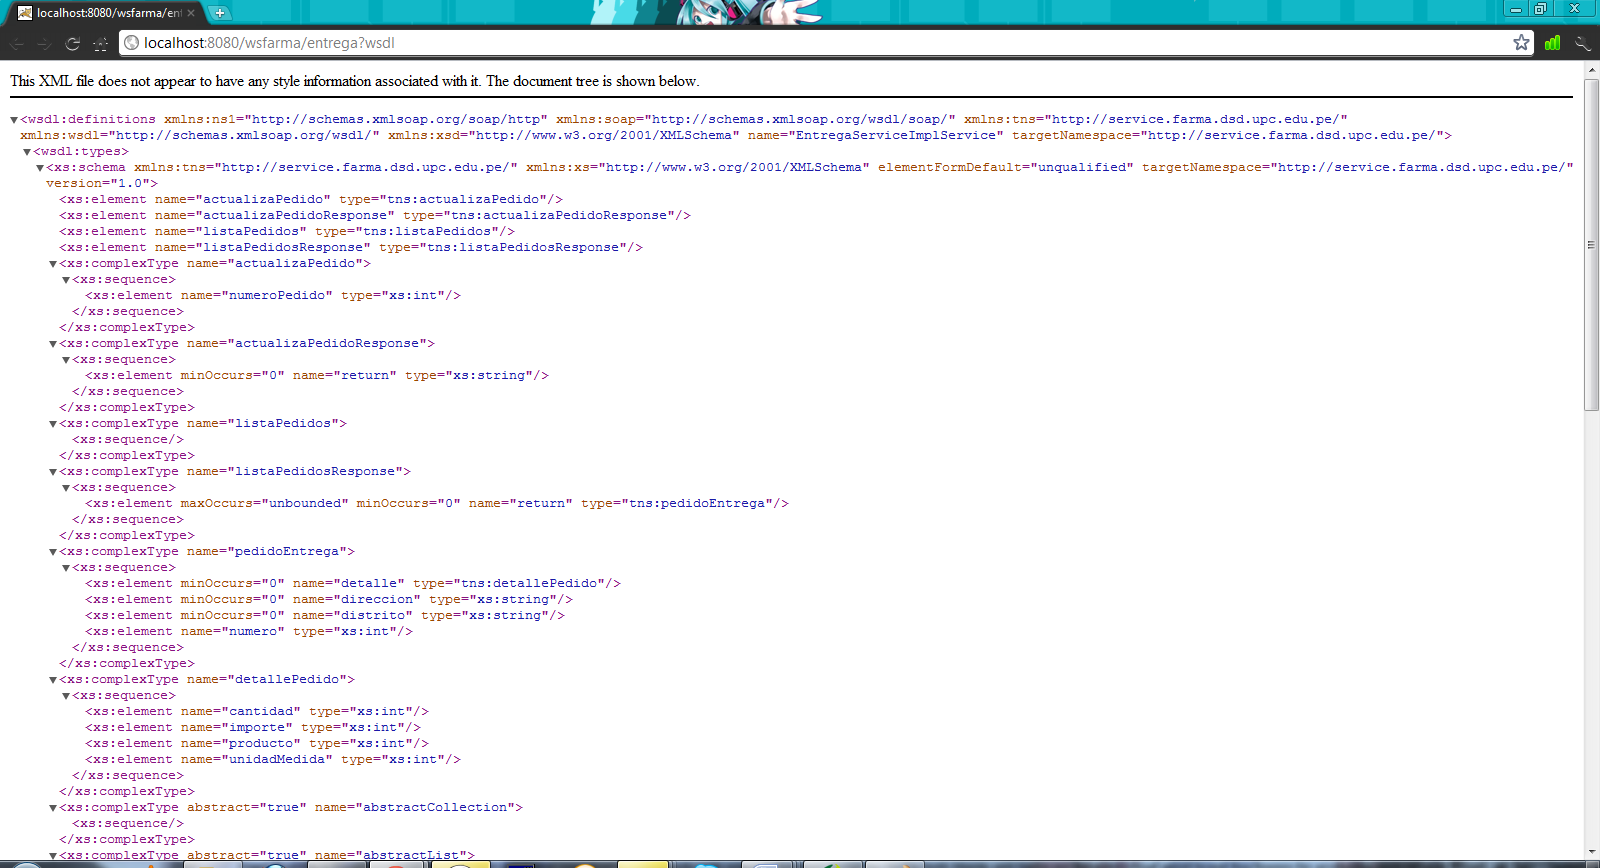 localhost:8080/wsfarma/ent
localhost:8080/wsfarma/entrega?wsdl
This XML file does not appear to have any style information associated with it. The document tree is shown below.
▼<wsdl:definitions xmlns:ns1="http://schemas.xmlsoap.org/soap/http" xmlns:soap="http://schemas.xmlsoap.org/wsdl/soap/" xmlns:tns="http://service.farma.dsd.upc.edu.pe/"
xmlns:wsdl="http://schemas.xmlsoap.org/wsdl/" xmlns:xsd="http://www.w3.org/2001/XMLSchema" name="EntregaServiceImplService" targetNamespace="http://service.farma.dsd.upc.edu.pe/">
▼<wsdl:types>
▼<xs:schema xmlns:tns="http://service.farma.dsd.upc.edu.pe/" xmlns:xs="http://www.w3.org/2001/XMLSchema" elementFormDefault="unqualified" targetNamespace="http://service.farma.dsd.upc.edu.pe/"
version="1.0">
<xs:element name="actualizaPedido" type="tns:actualizaPedido"/>
<xs:element name="actualizaPedidoResponse" type="tns:actualizaPedidoResponse"/>
<xs:element name="listaPedidos" type="tns:listaPedidos"/>
<xs:element name="listaPedidosResponse" type="tns:listaPedidosResponse"/>
▼<xs:complexType name="actualizaPedido">
▼<xs:sequence>
<xs:element name="numeroPedido" type="xs:int"/>
</xs:sequence>
</xs:complexType>
▼<xs:complexType name="actualizaPedidoResponse">
▼<xs:sequence>
<xs:element minOccurs="0" name="return" type="xs:string"/>
</xs:sequence>
</xs:complexType>
▼<xs:complexType name="listaPedidos">
<xs:sequence/>
</xs:complexType>
▼<xs:complexType name="listaPedidosResponse">
▼<xs:sequence>
<xs:element maxOccurs="unbounded" minOccurs="0" name="return" type="tns:pedidoEntrega"/>
</xs:sequence>
</xs:complexType>
▼<xs:complexType name="pedidoEntrega">
▼<xs:sequence>
<xs:element minOccurs="0" name="detalle" type="tns:detallePedido"/>
<xs:element minOccurs="0" name="direccion" type="xs:string"/>
<xs:element minOccurs="0" name="distrito" type="xs:string"/>
<xs:element name="numero" type="xs:int"/>
</xs:sequence>
</xs:complexType>
▼<xs:complexType name="detallePedido">
▼<xs:sequence>
<xs:element name="cantidad" type="xs:int"/>
<xs:element name="importe" type="xs:int"/>
<xs:element name="producto" type="xs:int"/>
<xs:element name="unidadMedida" type="xs:int"/>
</xs:sequence>
</xs:complexType>
▼<xs:complexType abstract="true" name="abstractCollection">
<xs:sequence/>
</xs:complexType>
▼<xs:complexType abstract="true" name="abstractList">